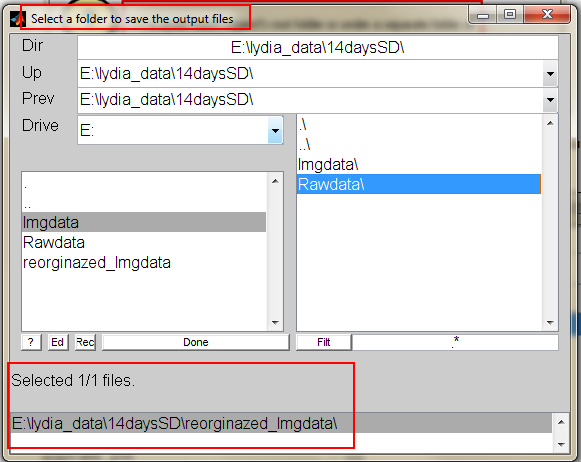 Select a folder to save the output files
Dir
E:\lydia_data\14daysSD\
Up
E:\lydia_data\14daysSD\
Prev
E:\lydia_data\14daysSD\
Drive
E:
.\
..\
Imgdata\
Rawdata\
.
..
Imgdata
Rawdata
reorginazed_Imgdata
?
Ed
Rec
Done
Filt
.*
Selected 1/1 files.
E:\lydia_data\14daysSD\reorginazed_Imgdata\